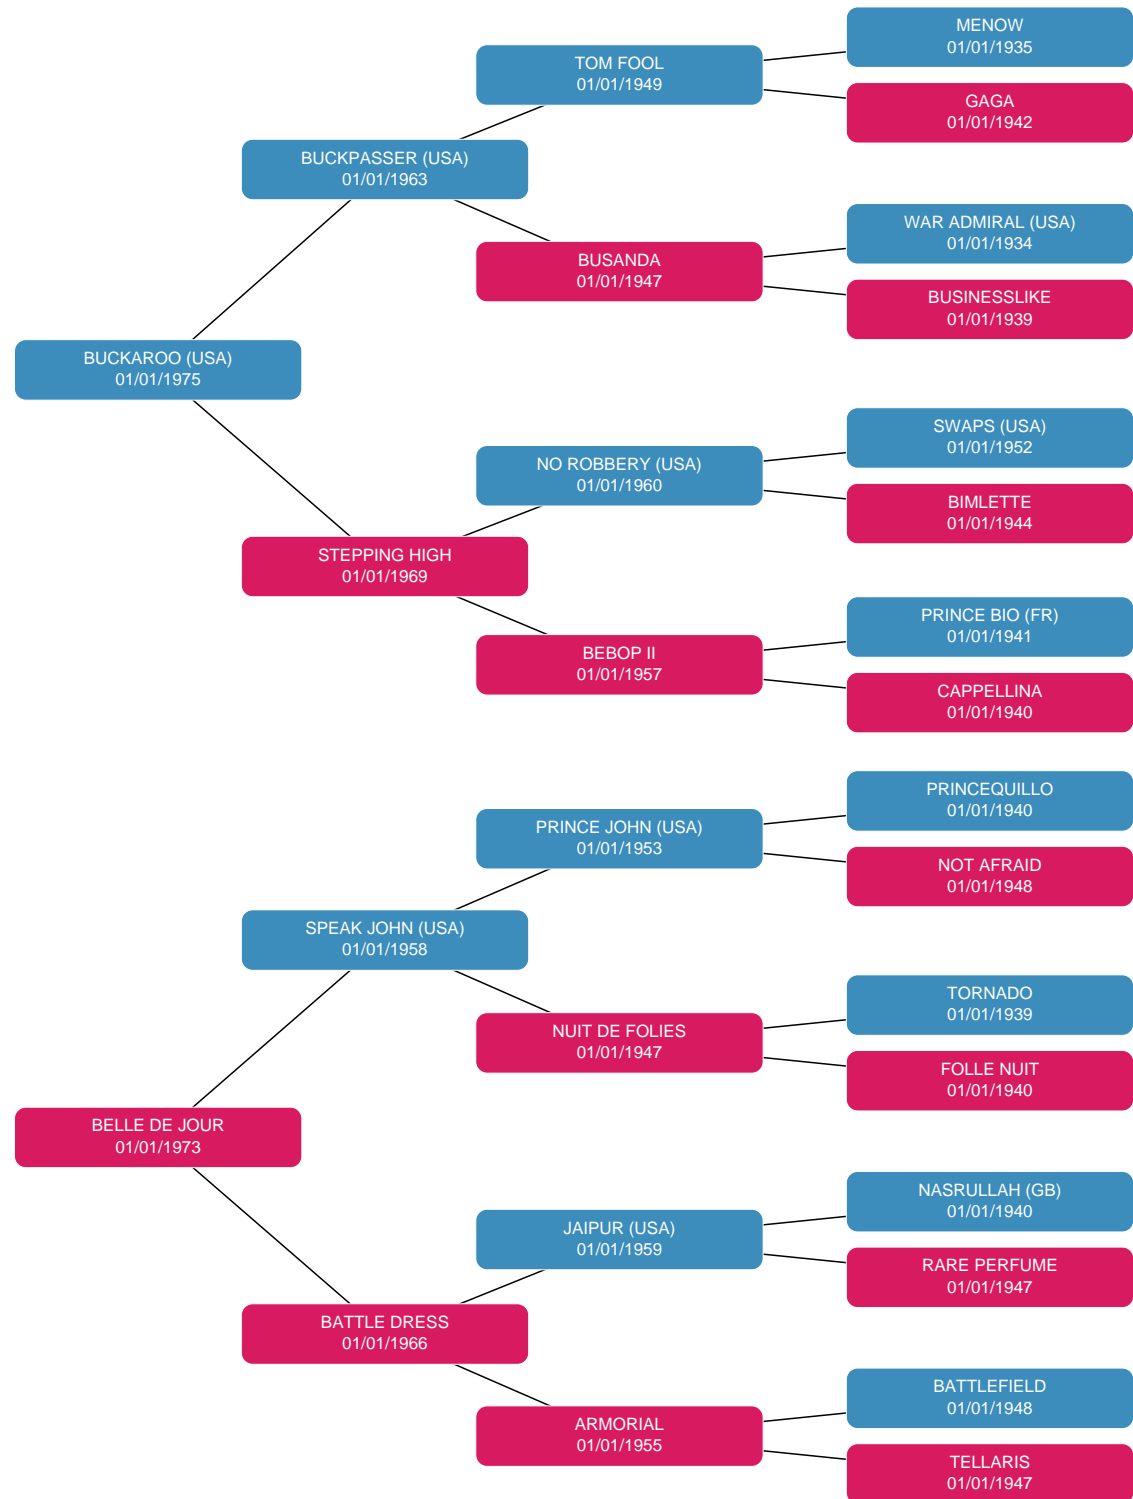 MENOW
01/01/1935
TOM FOOL
01/01/1949
GAGA
01/01/1942
BUCKPASSER (USA)
01/01/1963
WAR ADMIRAL (USA)
01/01/1934
BUSANDA
01/01/1947
BUSINESSLIKE
01/01/1939
BUCKAROO (USA)
01/01/1975
SWAPS (USA)
01/01/1952
NO ROBBERY (USA)
01/01/1960
BIMLETTE
01/01/1944
STEPPING HIGH
01/01/1969
PRINCE BIO (FR)
01/01/1941
BEBOP II
01/01/1957
CAPPELLINA
01/01/1940
PRINCEQUILLO
01/01/1940
PRINCE JOHN (USA)
01/01/1953
NOT AFRAID
01/01/1948
SPEAK JOHN (USA)
01/01/1958
TORNADO
01/01/1939
NUIT DE FOLIES
01/01/1947
FOLLE NUIT
01/01/1940
BELLE DE JOUR
01/01/1973
NASRULLAH (GB)
01/01/1940
JAIPUR (USA)
01/01/1959
RARE PERFUME
01/01/1947
BATTLE DRESS
01/01/1966
BATTLEFIELD
01/01/1948
ARMORIAL
01/01/1955
TELLARIS
01/01/1947